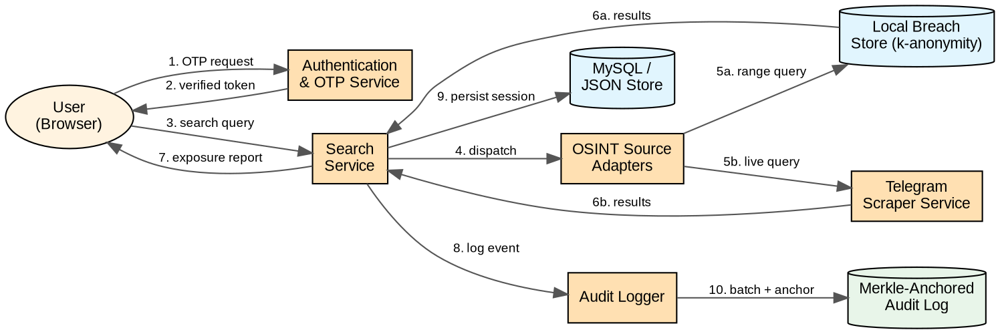 6a. results
Local Breach
Store (k-anonymity)
1. OTP request
Authentication
& OTP Service
MySQL /
JSON Store
5a. range query
2. verified token
9. persist session
User
(Browser)
3. search query
Search
Service
4. dispatch
OSINT Source
Adapters
7. exposure report
5b. live query
Telegram
Scraper Service
6b. results
8. log event
Audit Logger
10. batch + anchor
Merkle-Anchored
Audit Log